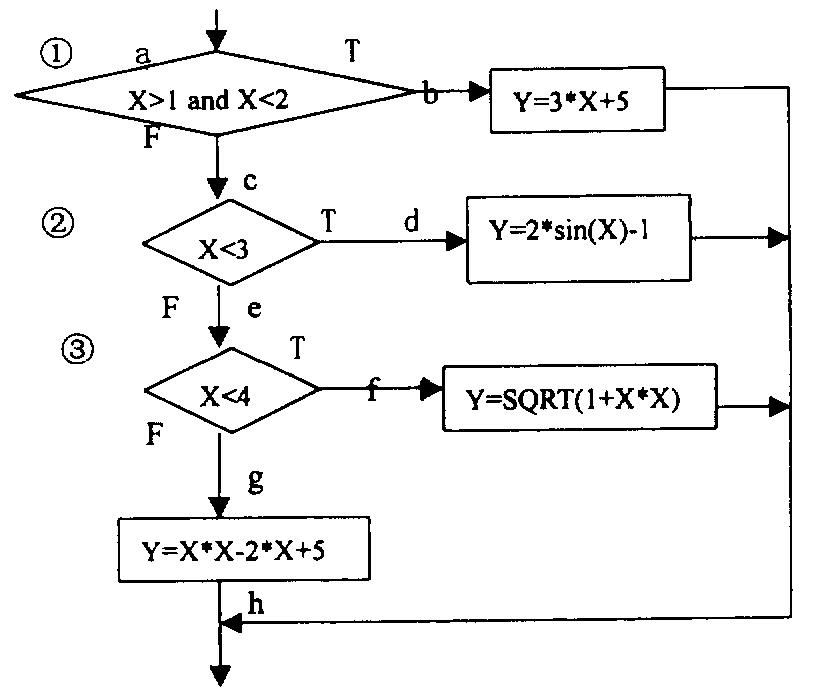 ① a T
X>1 and X<2 b Y=3*X+5
F
c
② T d Y=2*sin(X)-1
X<3
F e
③ T
X<4 f Y=SQRT(1+X*X)
F
g
Y=X*X-2*X+5
h